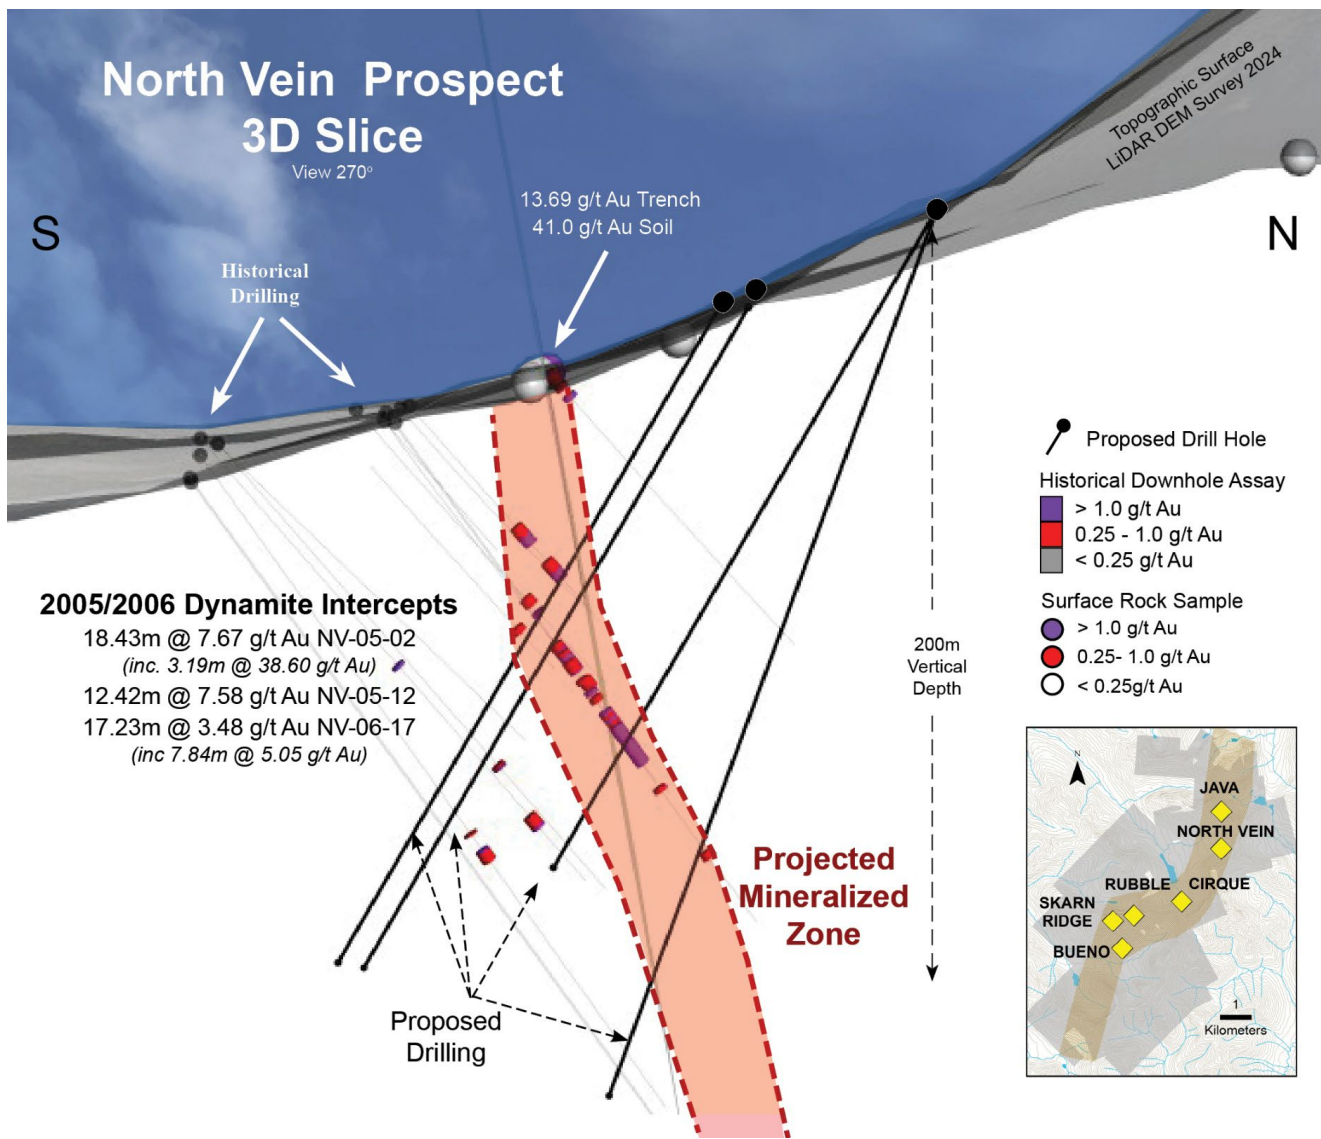 North Vein Prospect
3D Slice
View 270°
S
N
Topographic Surface
LiDAR DEM Survey 2024
13.69 g/t Au Trench
41.0 g/t Au Soil
Historical
Drilling
2005/2006 Dynamite Intercepts
18.43m @ 7.67 g/t Au NV-05-02
(inc. 3.19m @ 38.60 g/t Au)
12.42m @ 7.58 g/t Au NV-05-12
17.23m @ 3.48 g/t Au NV-06-17
(inc 7.84m @ 5.05 g/t Au)
200m
Vertical
Depth
Projected
Mineralized
Zone
Proposed
Drilling
Proposed Drill Hole
Historical Downhole Assay
> 1.0 g/t Au
0.25 - 1.0 g/t Au
< 0.25 g/t Au
Surface Rock Sample
> 1.0 g/t Au
0.25- 1.0 g/t Au
< 0.25g/t Au
N
JAVA
NORTH VEIN
RUBBLE
CIRQUE
SKARN
RIDGE
BUENO
1
Kilometers